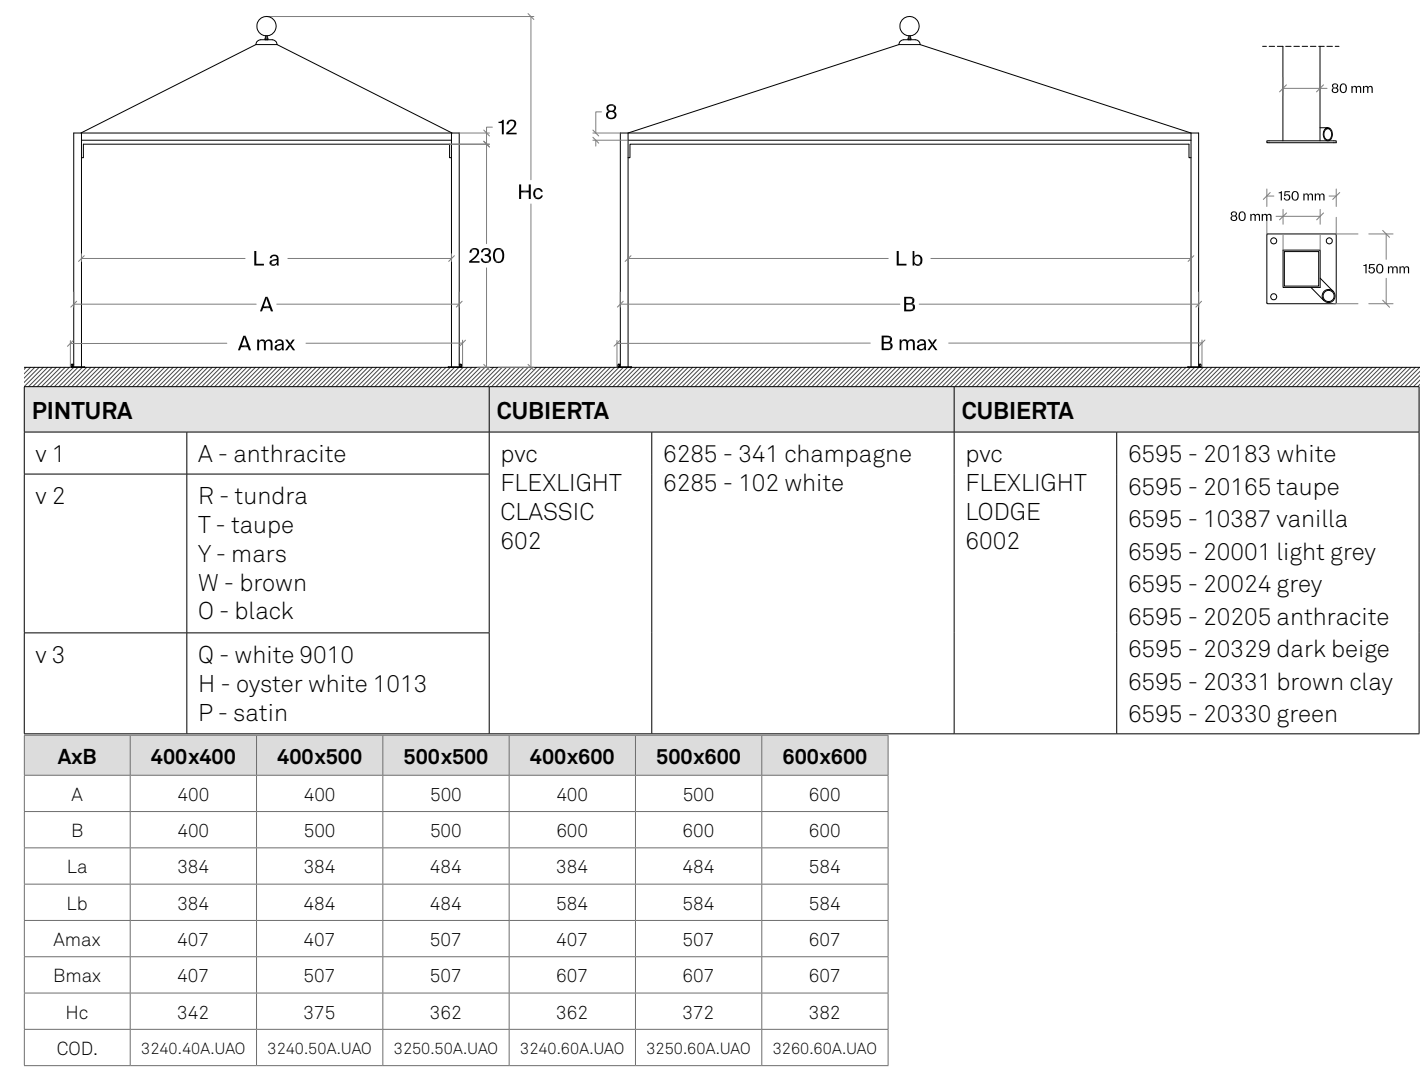 12
Hc
230
La
A
A max
8
Lb
B
B max
80 mm
150 mm
80 mm
150 mm
PINTURA
v 1
A - anthracite
v 2
R - tundra
T - taupe
Y - mars
W - brown
O - black
v 3
Q - white 9010
H - oyster white 1013
P - satin
CUBIERTA
pvc
FLEXLIGHT
CLASSIC
602
6285 - 341 champagne
6285 - 102 white
CUBIERTA
pvc
FLEXLIGHT
LODGE
6002
6595 - 20183 white
6595 - 20165 taupe
6595 - 10387 vanilla
6595 - 20001 light grey
6595 - 20024 grey
6595 - 20205 anthracite
6595 - 20329 dark beige
6595 - 20331 brown clay
6595 - 20330 green
AxB 400x400 400x500 500x500 400x600 500x600 600x600
A 400 400 500 400 500 600
B 400 500 500 600 600 600
La 384 384 484 384 484 584
Lb 384 484 484 584 584 584
Amax 407 407 507 407 507 607
Bmax 407 507 507 607 607 607
Hc 342 375 362 362 372 382
COD. 3240.40A.UAO 3240.50A.UAO 3250.50A.UAO 3240.60A.UAO 3250.60A.UAO 3260.60A.UAO